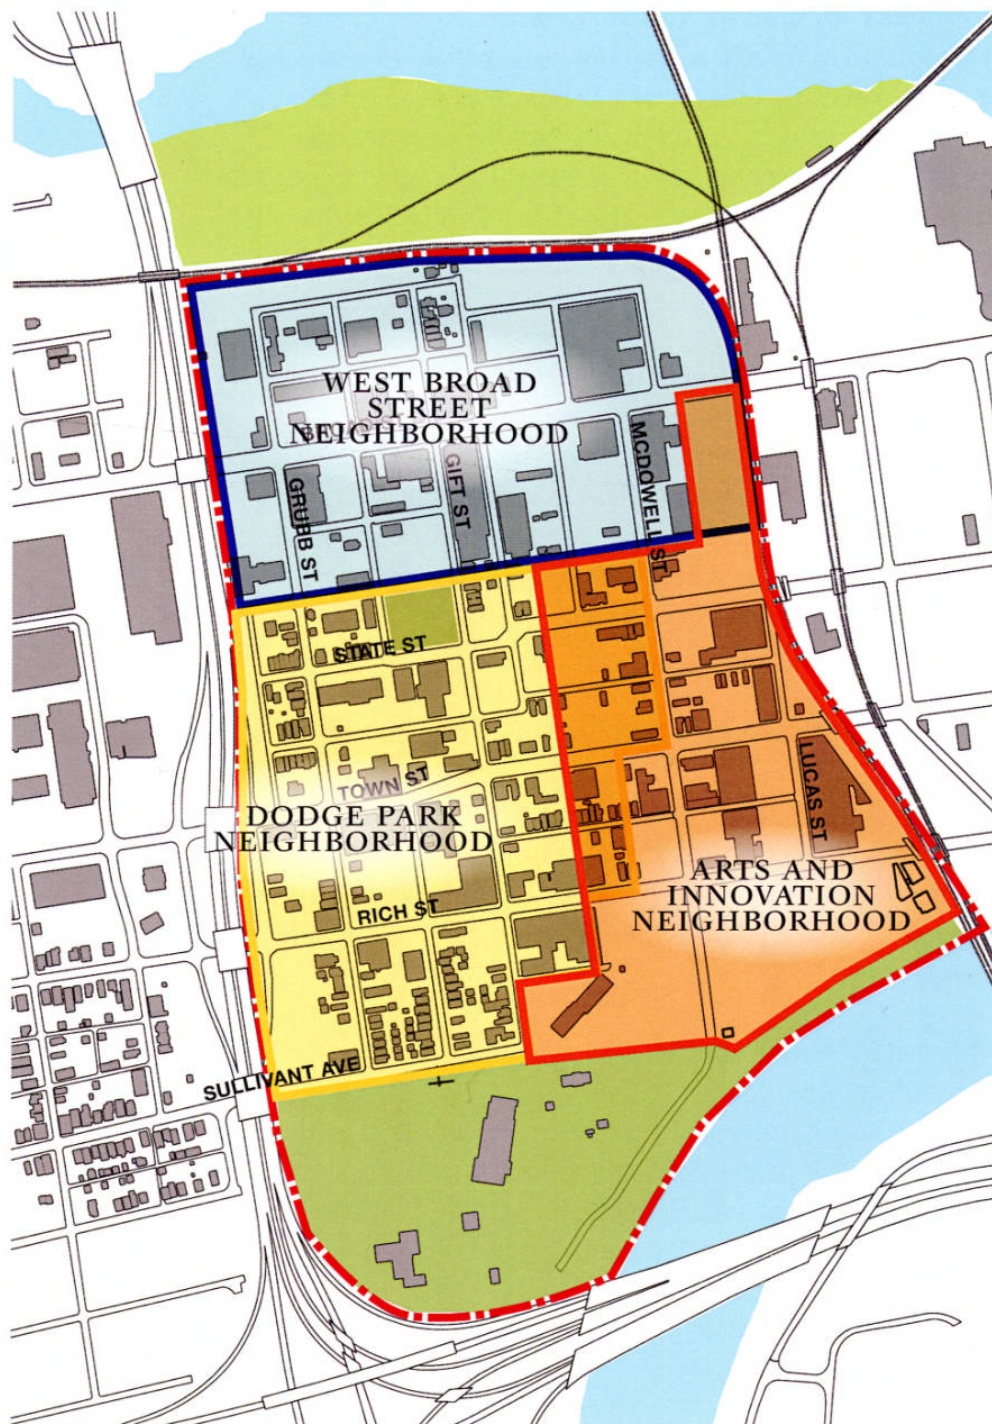 WEST BROAD
STREET
NEIGHBORHOOD
MCDOWELL ST
GIFT ST
GRUBB ST
STATE ST
TOWN ST
LUCAS ST
DODGE PARK
NEIGHBORHOOD
ARTS AND
INNOVATION
NEIGHBORHOOD
RICH ST
SULLIVANT AVE